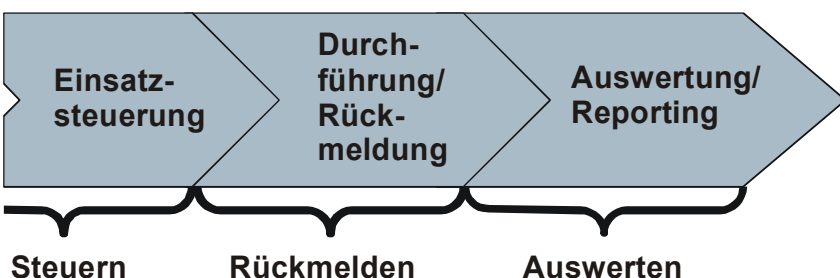 Einsatz-
steuerung
Durch-
führung/
Rück-
meldung
Auswertung/
Reporting
Steuern
Rückmelden
Auswerten